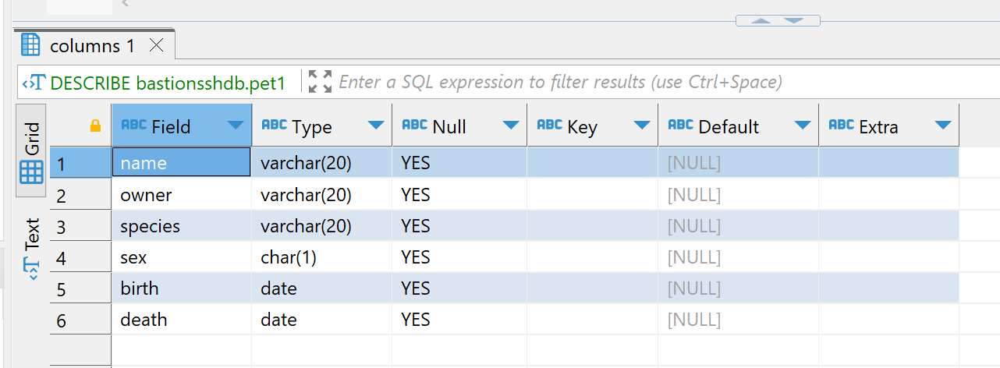 columns 1
DESCRIBE bastionsshdb.pet1 Enter a SQL expression to filter results (use Ctrl+Space)
Grid
Text
ABC Field ABC Type ABC Null ABC Key ABC Default ABC Extra
1 name varchar(20) YES [NULL]
2 owner varchar(20) YES [NULL]
3 species varchar(20) YES [NULL]
4 sex char(1) YES [NULL]
5 birth date YES [NULL]
6 death date YES [NULL]